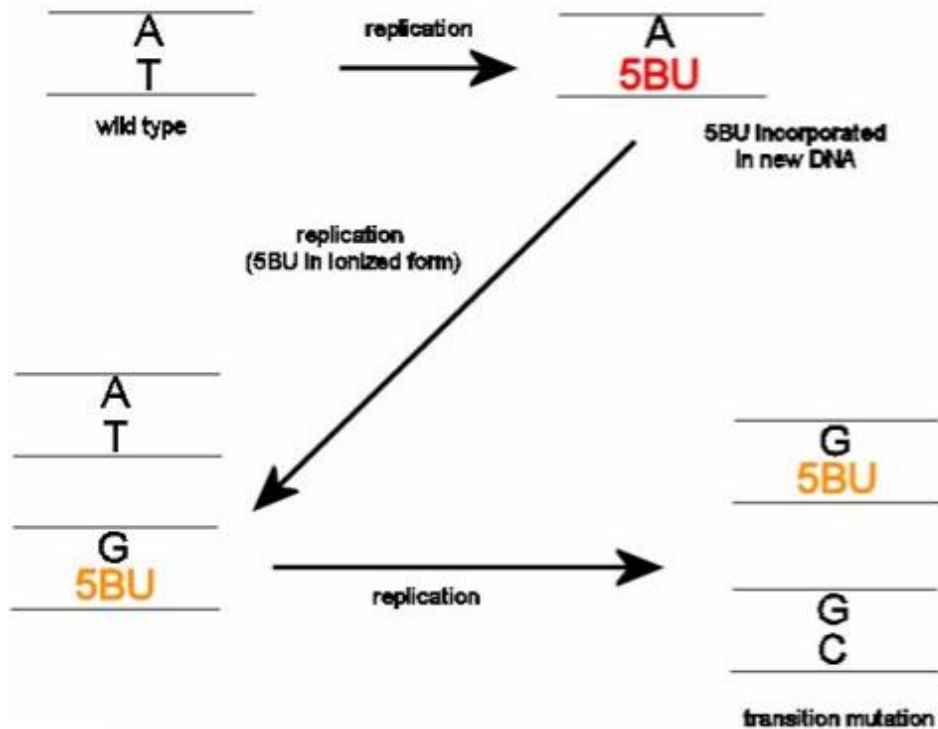 A
T
wild type
replication
A
5BU
5BU incorporated
in new DNA
replication
(5BU in ionized form)
A
T
G
5BU
replication
G
5BU
G
C
transition mutation